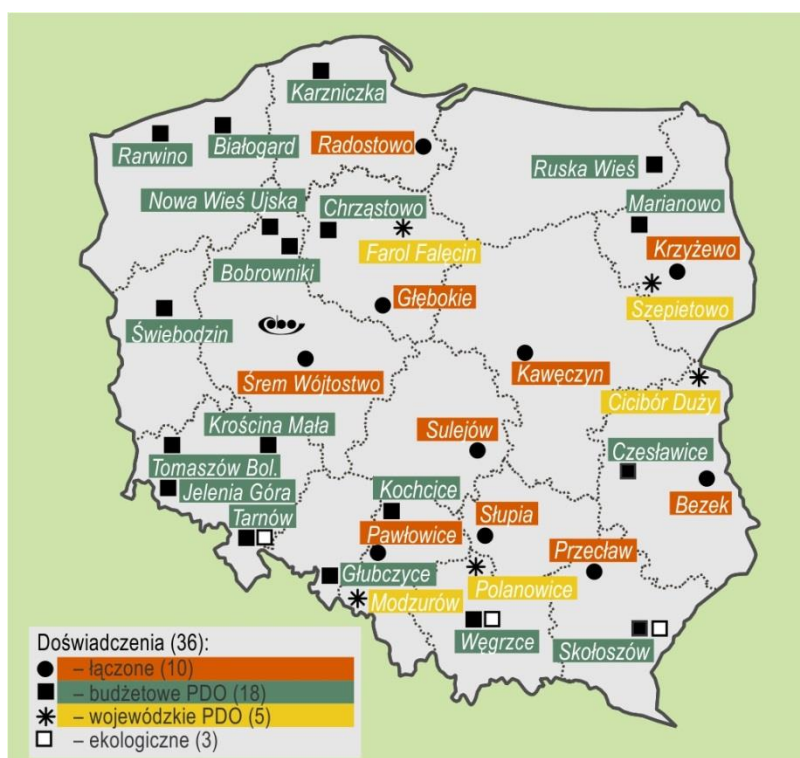 Karzniczka
Rarwino
Białogard
Radostowo
Ruska Wieś
Nowa Wieś Ujska
Chrząstowo
Marianowo
Farol Falęcin
Krzyżewo
Bobrowniki
Szepietowo
Głębokie
Świebodzin
coboru
Śrem Wójtostwo
Kawęczyn
Cicibór Duży
Krościna Mała
Sulejów
Czesławice
Tomaszów Bol.
Jelenia Góra
Kochcice
Bezek
Tarnów
Słupia
Pawłowice
Przecław
Głubczyce
Polanowice
Modzurów
Węgrzce
Skołoszów
Doświadczenia (36):
– łączone (10)
– budżetowe PDO (18)
– wojewódzkie PDO (5)
– ekologiczne (3)